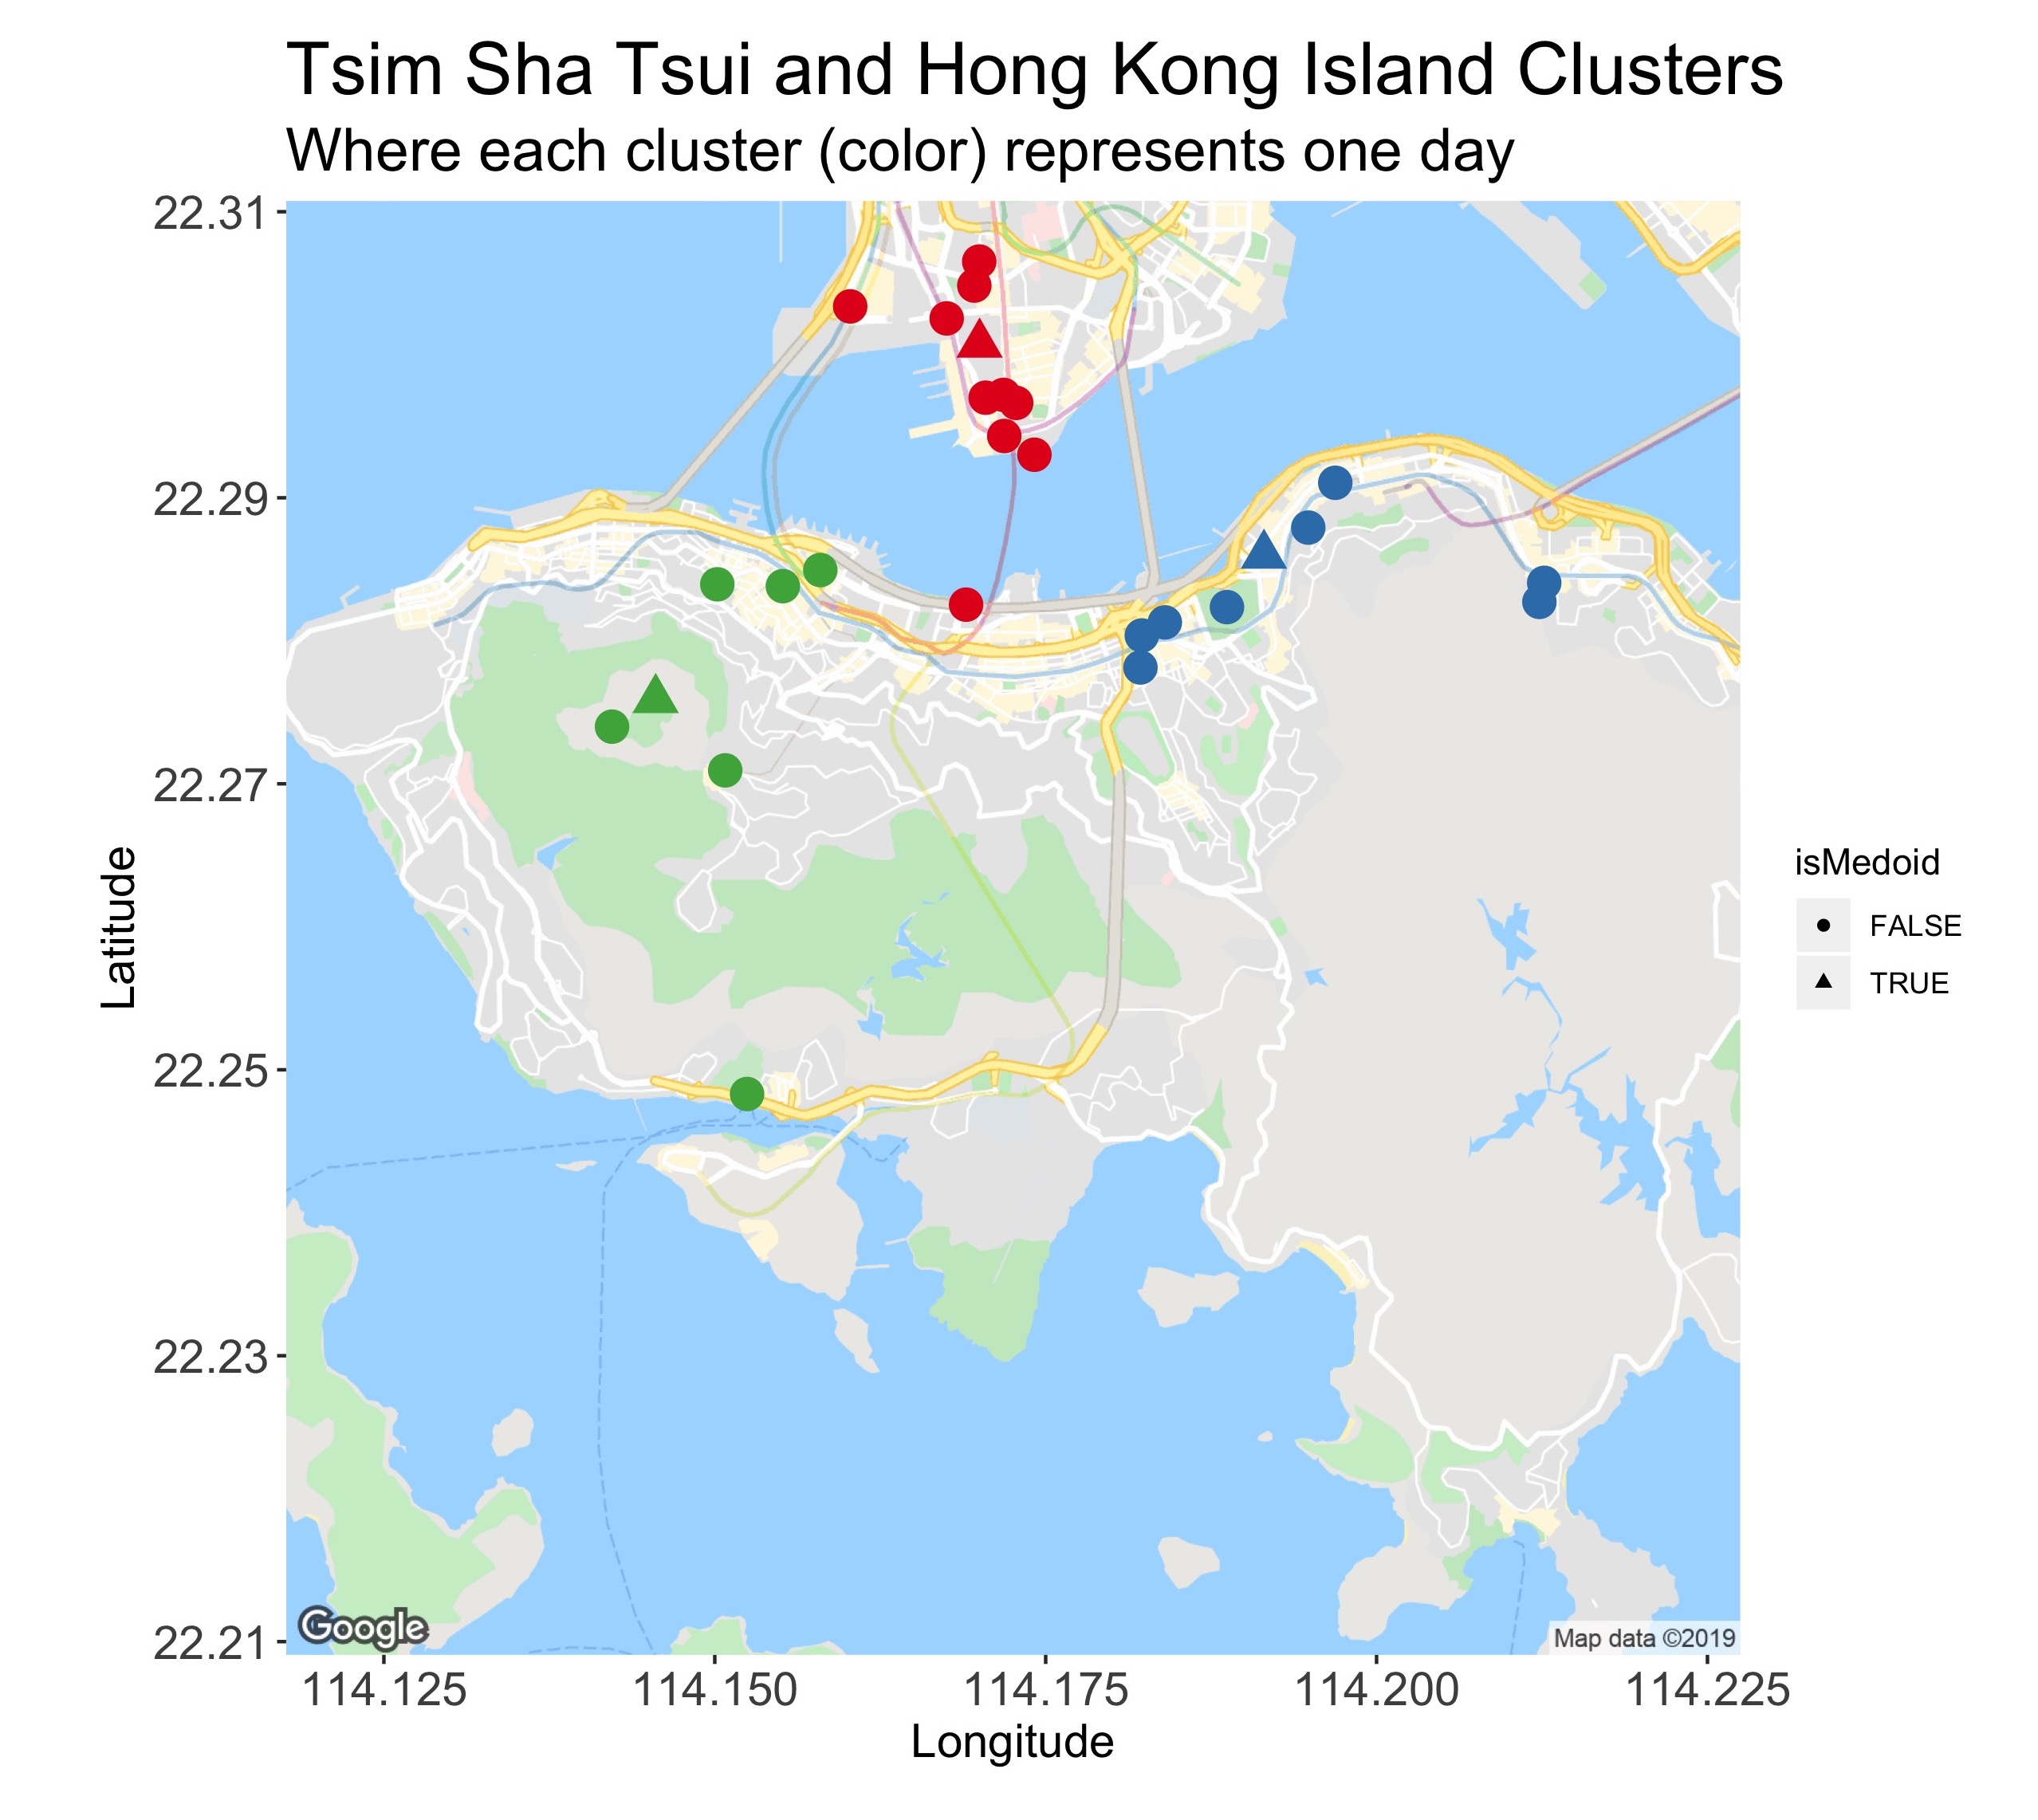 Tsim Sha Tsui and Hong Kong Island Clusters
Where each cluster (color) represents one day
22.31
22.29
22.27
22.25
22.23
22.21
Latitude
114.125 114.150 114.175 114.200 114.225
Longitude
isMedoid
FALSE
TRUE
Google
Map data ©2019